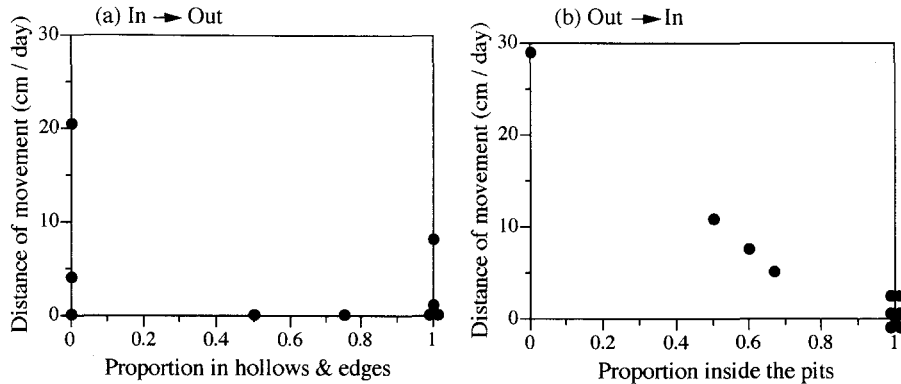 (a) In → Out
Distance of movement (cm / day)
30
20
10
0
0 0.2 0.4 0.6 0.8 1
Proportion in hollows & edges
(b) Out → In
Distance of movement (cm / day)
30
20
10
0
0 0.2 0.4 0.6 0.8 1
Proportion inside the pits